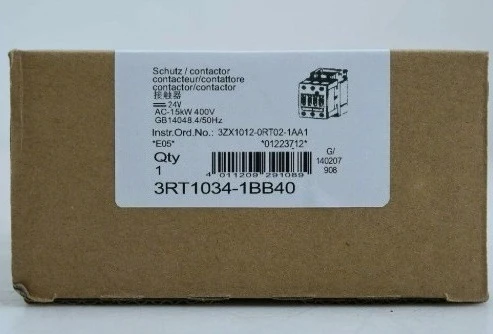 Schutz / contactor
contacteur/contattore
contactor/contactor
接触器
24V
AC-15kW 400V
GB14048.4/50Hz
Instr.Ord.No.: 3ZX1012-0RT02-1AA1
*E05* *01223712*
Qty G/
1 140207
4 011209 291089 908
3RT1034-1BB40